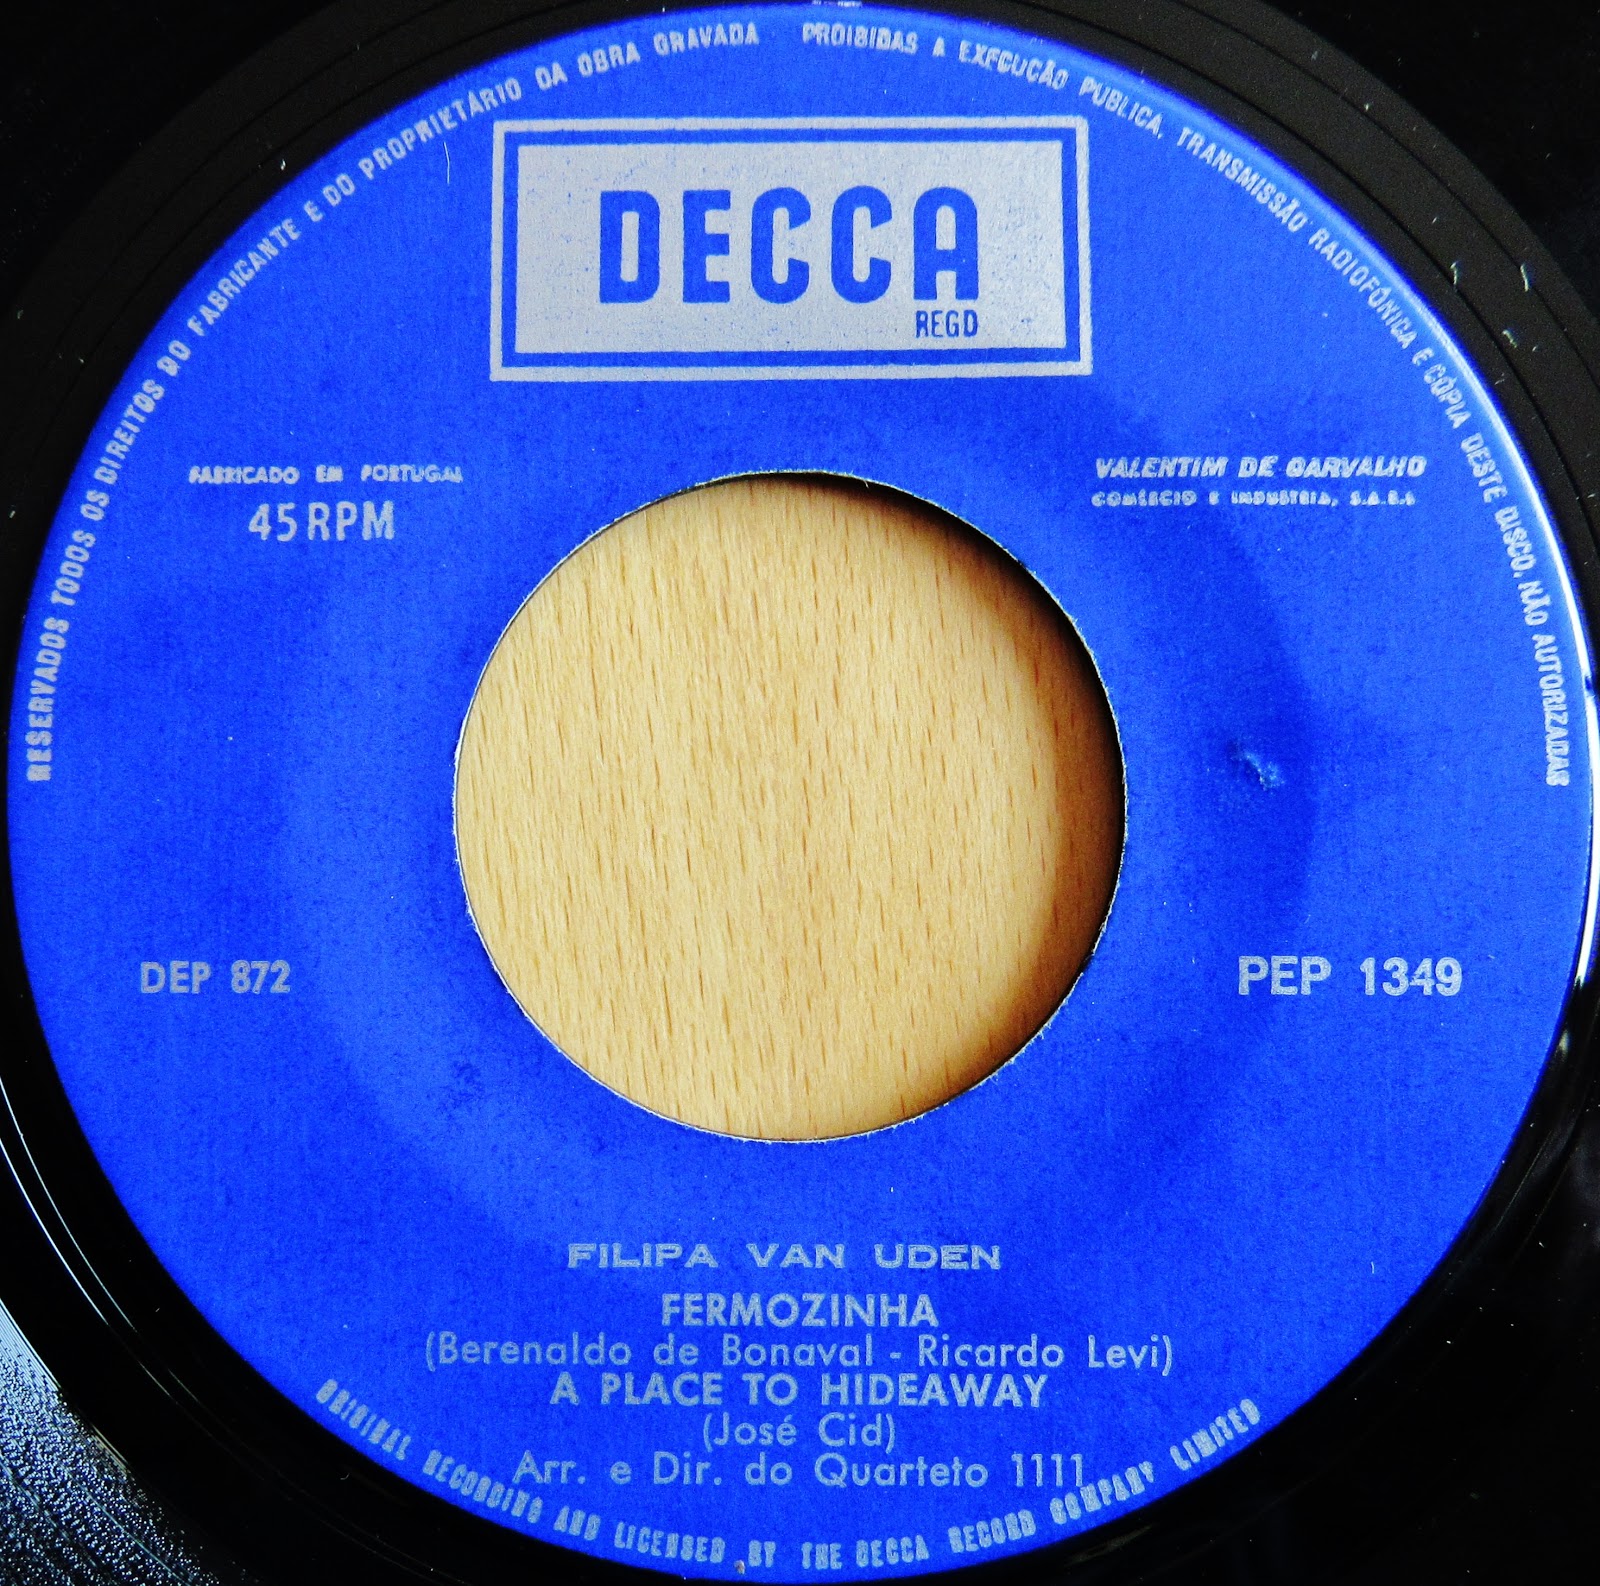 RESERVADOS TODOS OS DIREITOS DO FABRICANTE E DO PROPRIETÁRIO DA OBRA GRAVADA PROIBIDAS A EXECUÇÃO PUBLICA, TRANSMISSÃO RADIOFÓNICA E CÓPIA DESTE DISCO, NÃO AUTORIZADAS
DECCA
REGD
FABRICADO EM PORTUGAL
45 RPM
VALENTIM DE CARVALHO
COMÉRCIO E INDÚSTRIA, S.A.R.L.
DEP 872
PEP 1349
FILIPA VAN UDEN
FERMOZINHA
(Berenaldo de Bonaval - Ricardo Levi)
A PLACE TO HIDEAWAY
(José Cid)
Arr. e Dir. do Quarteto 1111
ORIGINAL RECORDING AND LICENSED BY THE DECCA RECORD COMPANY LIMITED